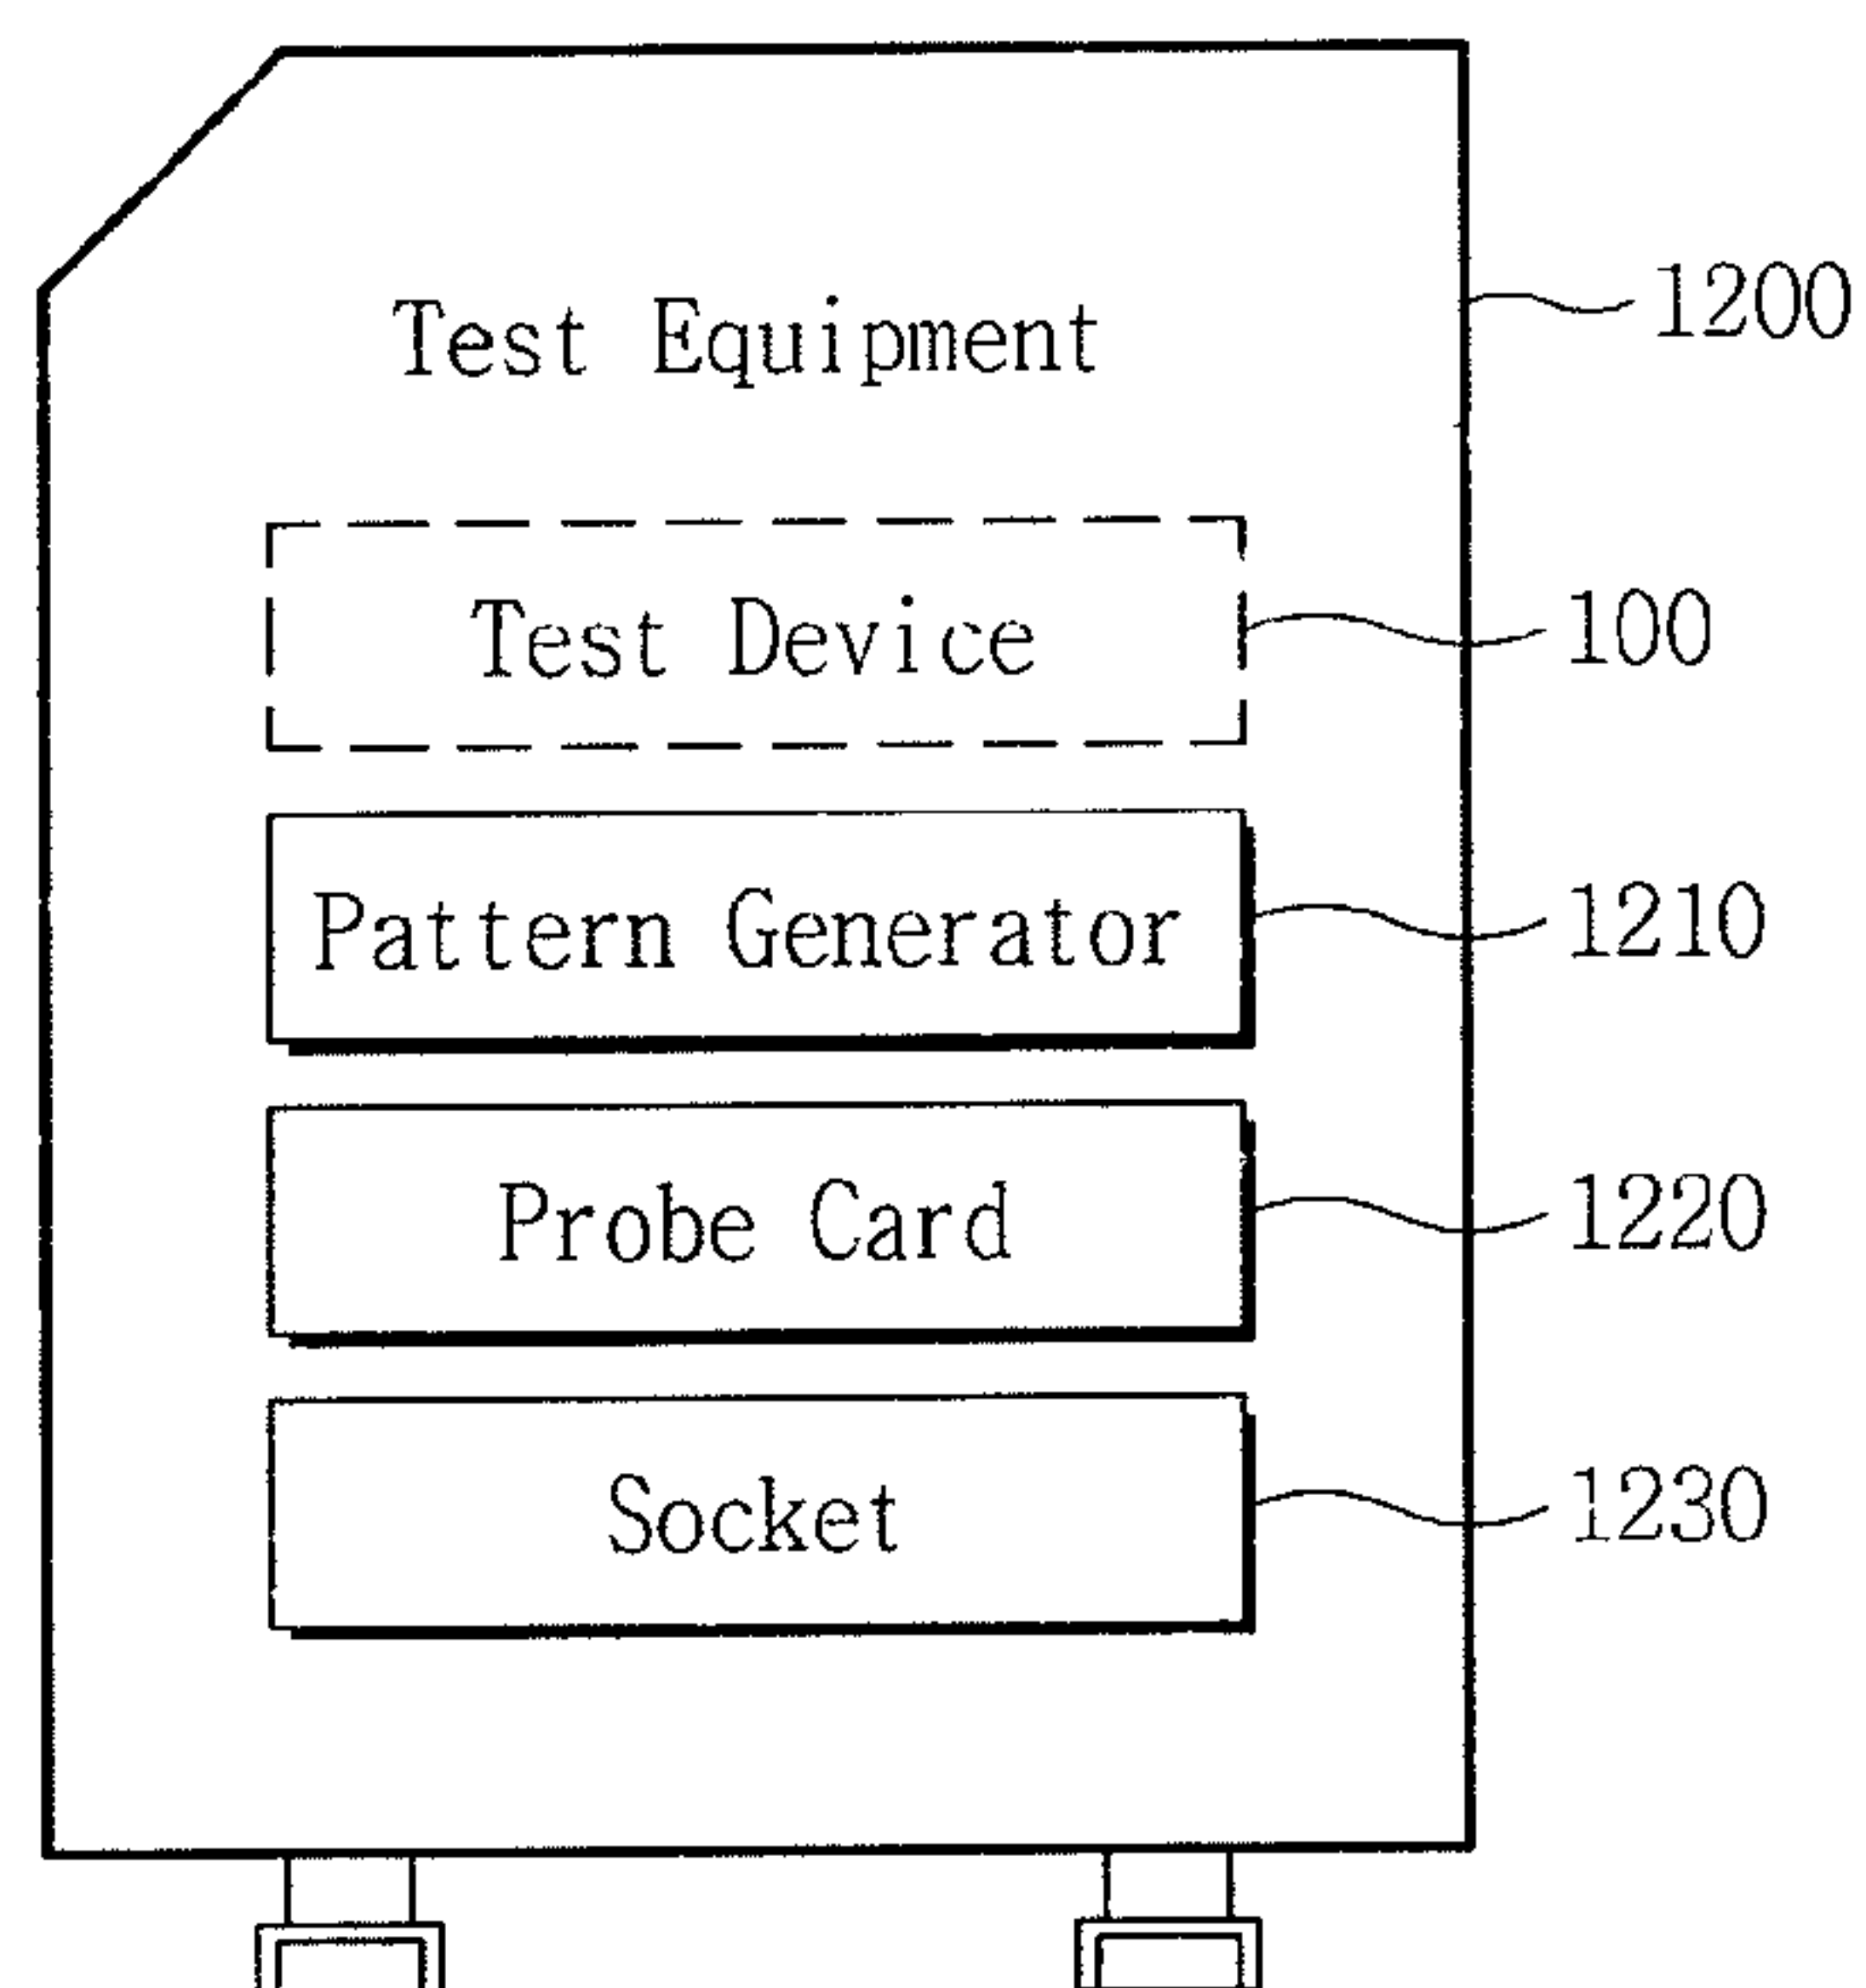 Test Equipment
1200
Test Device
100
Pattern Generator
1210
Probe Card
1220
Socket
1230